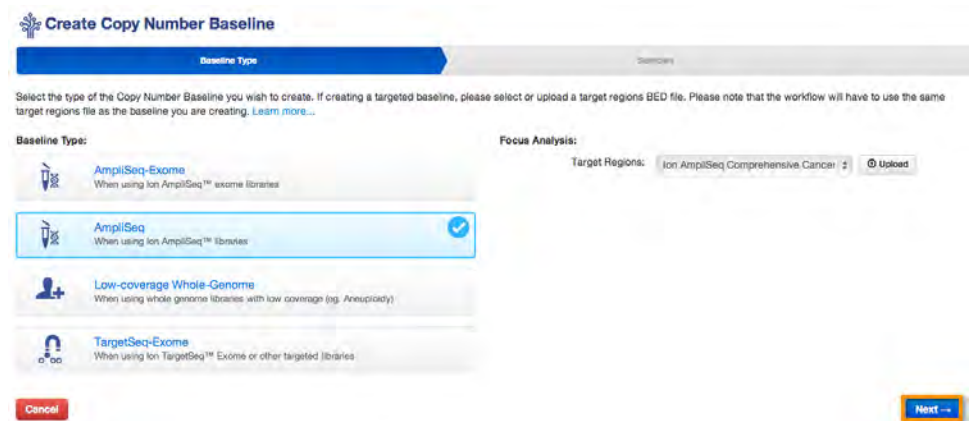 Create Copy Number Baseline
Baseline Type
Samples
Select the type of the Copy Number Baseline you wish to create. If creating a targeted baseline, please select or upload a target regions BED file. Please note that the workflow will have to use the same
target regions file as the baseline you are creating. Learn more...
Baseline Type:
Focus Analysis:
AmpliSeq-Exome
When using Ion AmpliSeq™ exome libraries
Target Regions:
Ion AmpliSeq Comprehensive Cancer
Upload
AmpliSeq
When using Ion AmpliSeq™ libraries
Low-coverage Whole-Genome
When using whole genome libraries with low coverage (eg. Aneuploidy)
TargetSeq-Exome
When using Ion TargetSeq™ Exome or other targeted libraries
Cancel
Next →